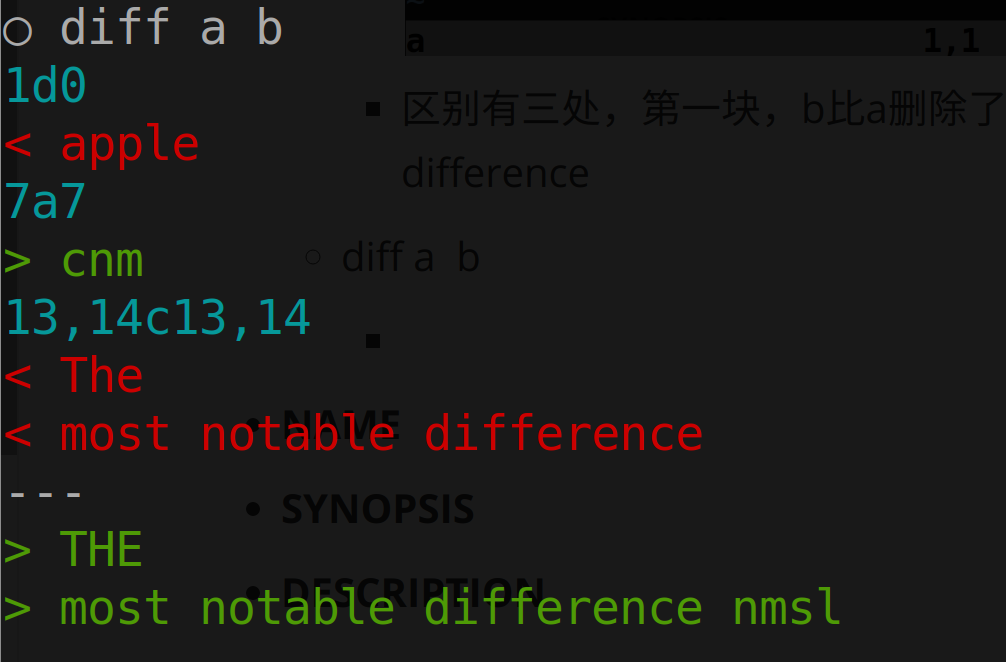 ○ diff a b
1d0
< apple
7a7
> cnm
13,14c13,14
< The
< most notable difference
---
> THE
> most notable difference nmsl
~
a 1,1
区别有三处，第一块，b比a删除了
difference
diff a b
NAME
SYNOPSIS
DESCRIPTION